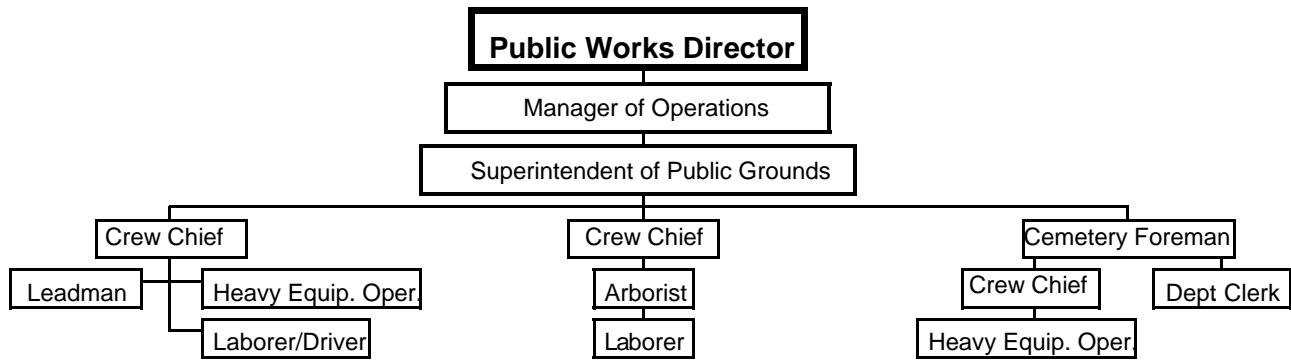 Public Works Director
Manager of Operations
Superintendent of Public Grounds
Crew Chief
Crew Chief
Cemetery Foreman
Leadman
Heavy Equip. Oper.
Arborist
Crew Chief
Dept Clerk
Laborer/Driver
Laborer
Heavy Equip. Oper.